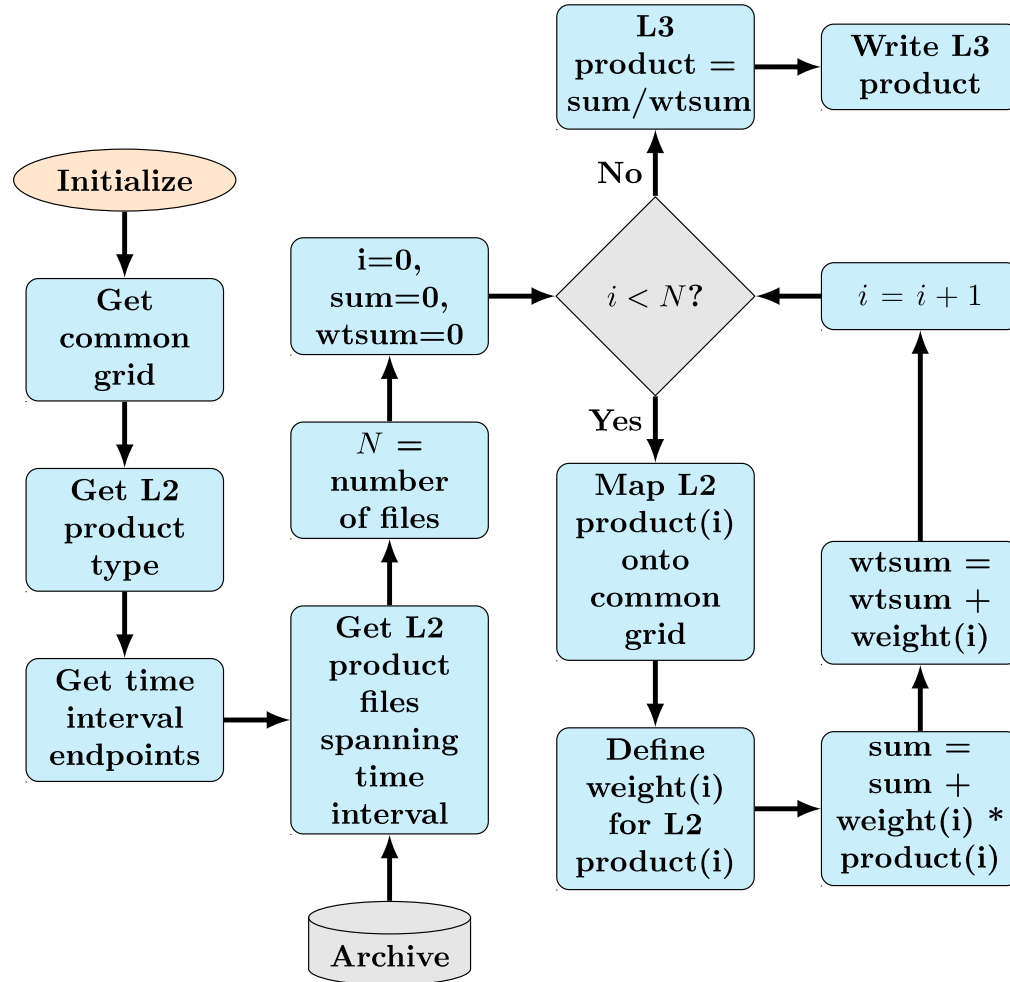 Initialize
Get
common
grid
Get L2
product
type
Get time
interval
endpoints
Archive
Get L2
product
files
spanning
time
interval
N =
number
of files
i=0,
sum=0,
wtsum=0
i < N?
No
L3
product =
sum/wtsum
Write L3
product
Yes
Map L2
product(i)
onto
common
grid
Define
weight(i)
for L2
product(i)
sum =
sum +
weight(i) *
product(i)
wtsum =
wtsum +
weight(i)
i = i + 1